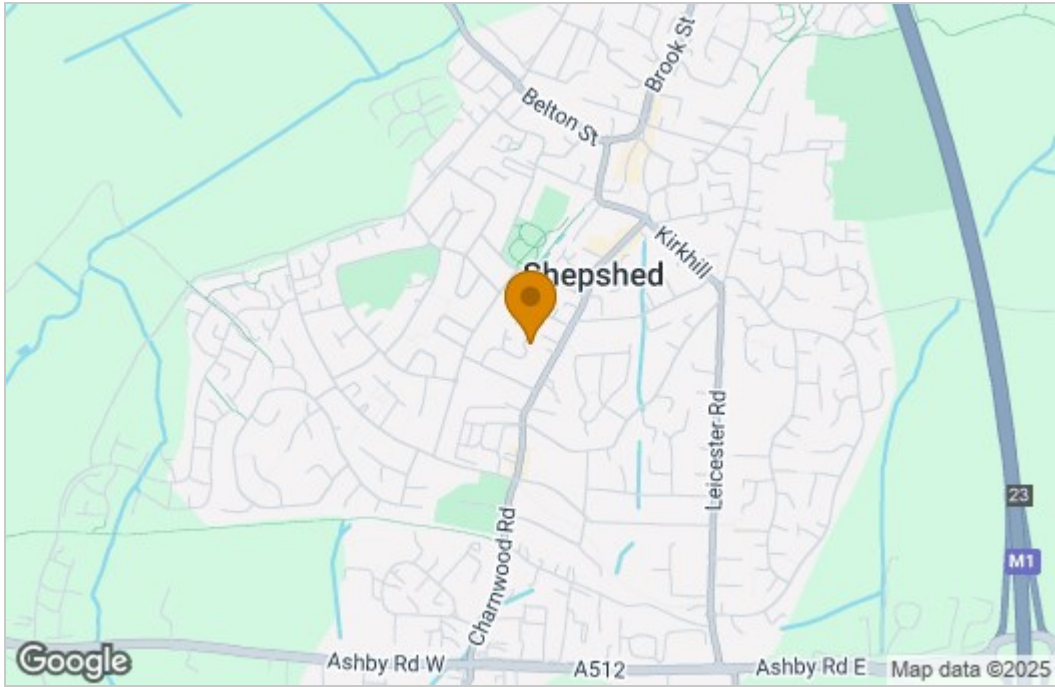 Brook St
Belton St
Kirkhill
Shepshed
Leicester Rd
23
M1
Charnwood Rd
Ashby Rd W
A512
Ashby Rd E
Google
Map data ©2025